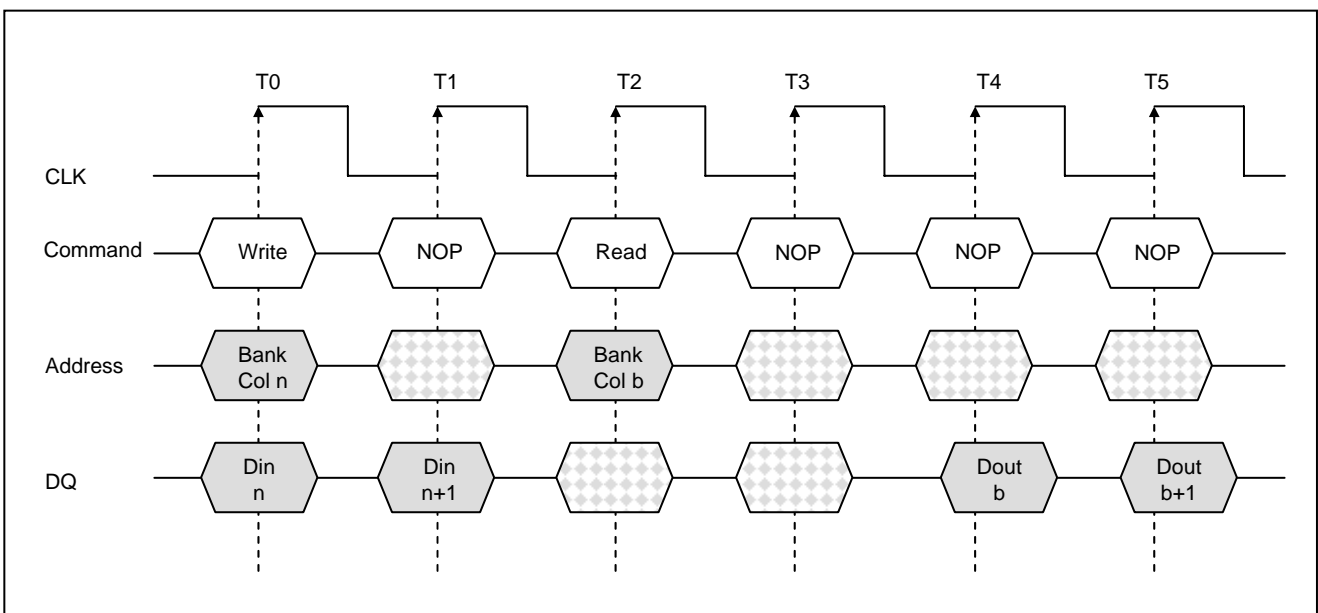 T0 T1 T2 T3 T4 T5
CLK
Command Write NOP Read NOP NOP NOP
Address
Bank
Col n
Bank
Col b
DQ
Din
n
Din
n+1
Dout
b
Dout
b+1